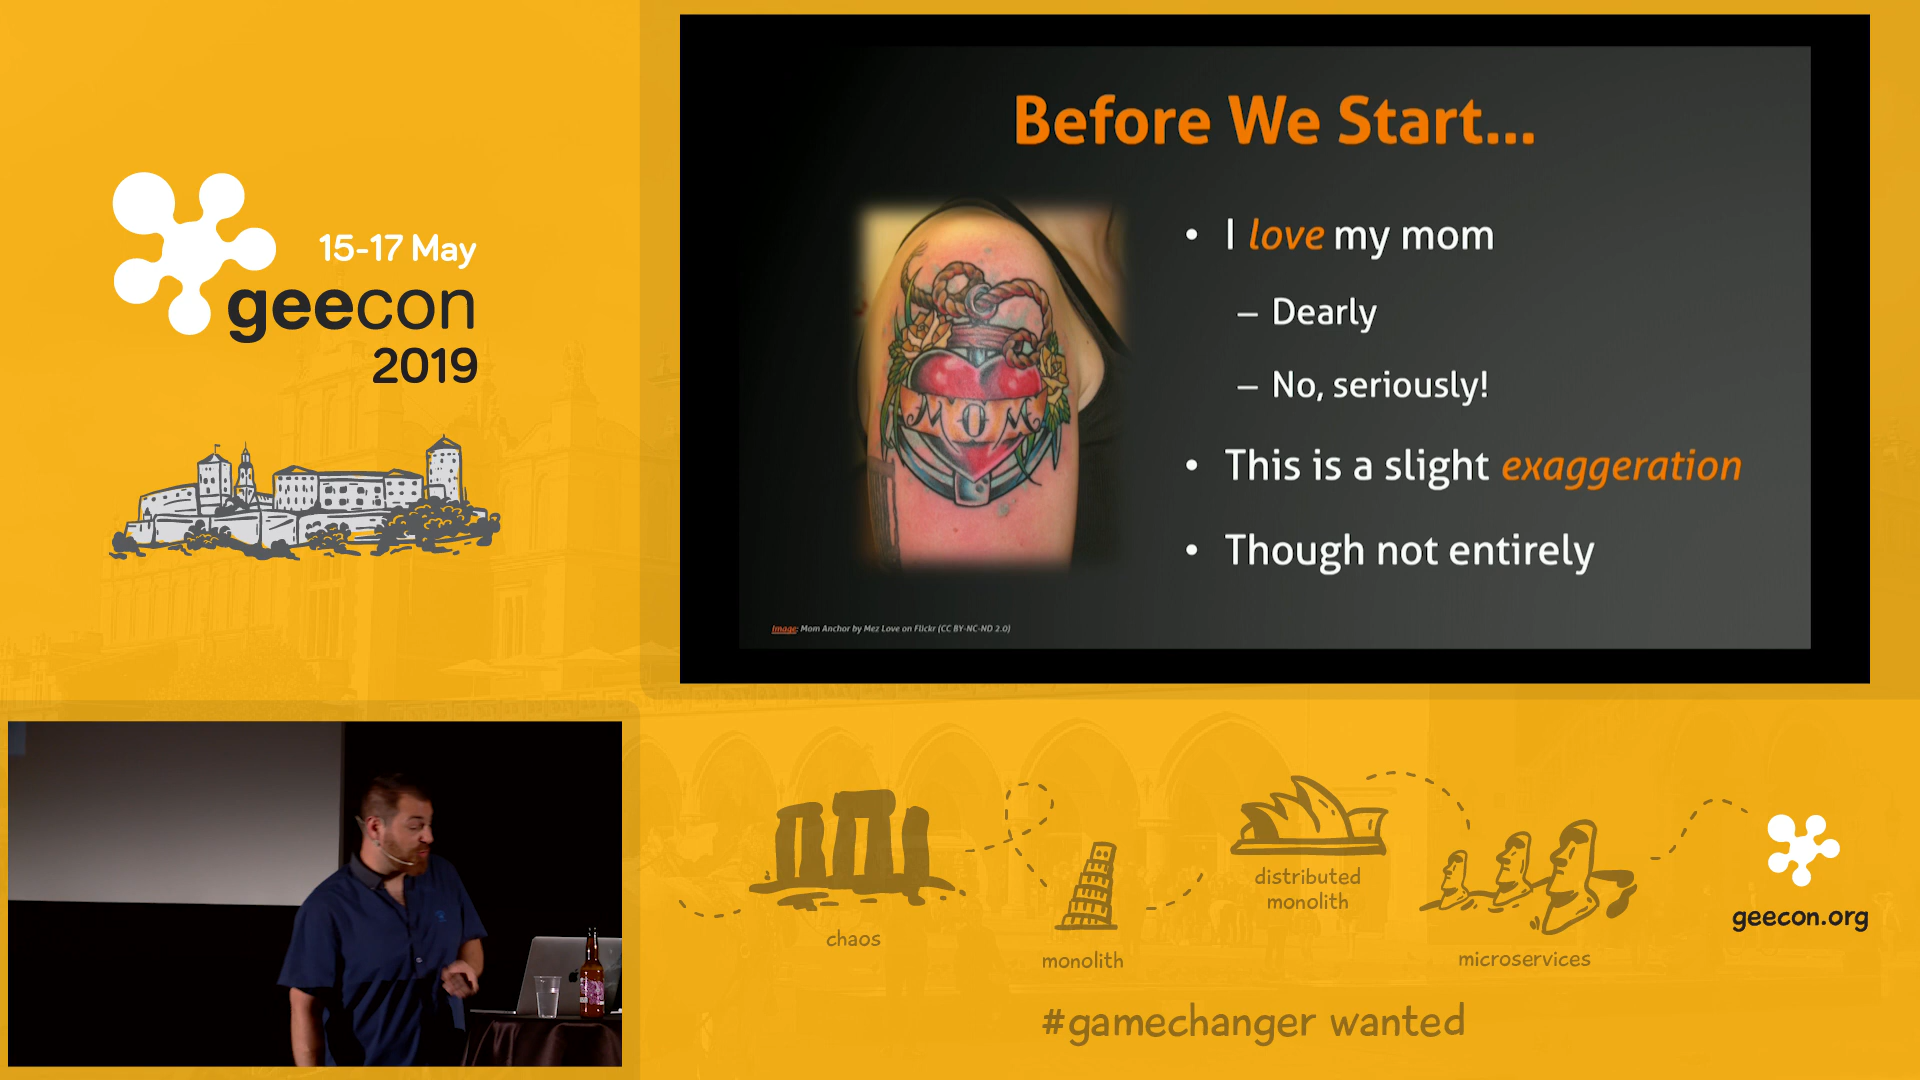 15-17 May
geecon
2019
Before We Start...
• I love my mom
– Dearly
– No, seriously!
• This is a slight exaggeration
• Though not entirely
MOM
Image: Mom Anchor by Mez Love on Flickr (CC BY-NC-ND 2.0)
chaos
monolith
distributed
monolith
microservices
geecon.org
#gamechanger wanted